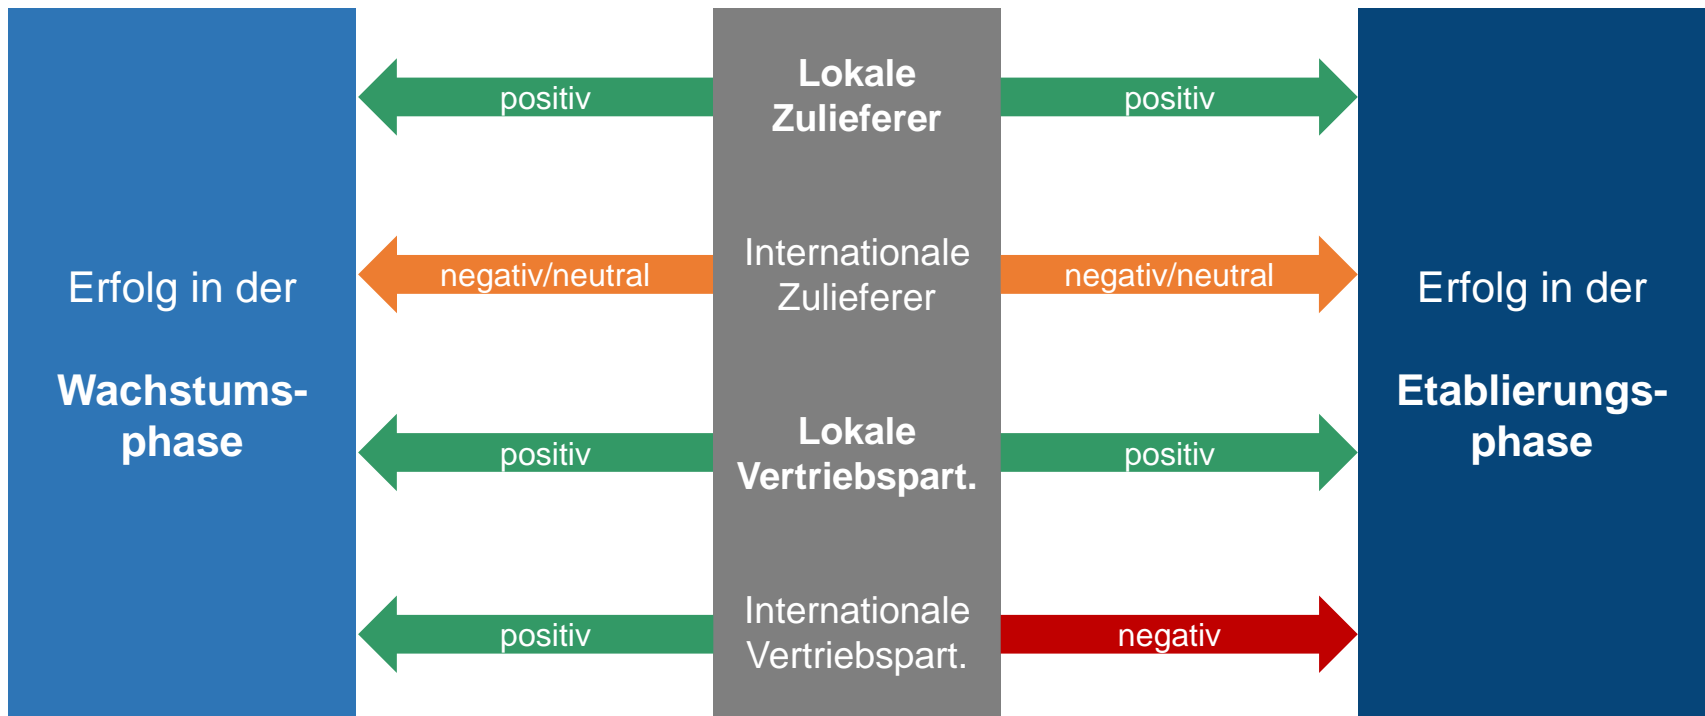 Erfolg in der
Wachstums-
phase
positiv
Lokale
Zulieferer
positiv
negativ/neutral
Internationale
Zulieferer
negativ/neutral
positiv
Lokale
Vertriebspart.
positiv
positiv
Internationale
Vertriebspart.
negativ
Erfolg in der
Etablierungs-
phase